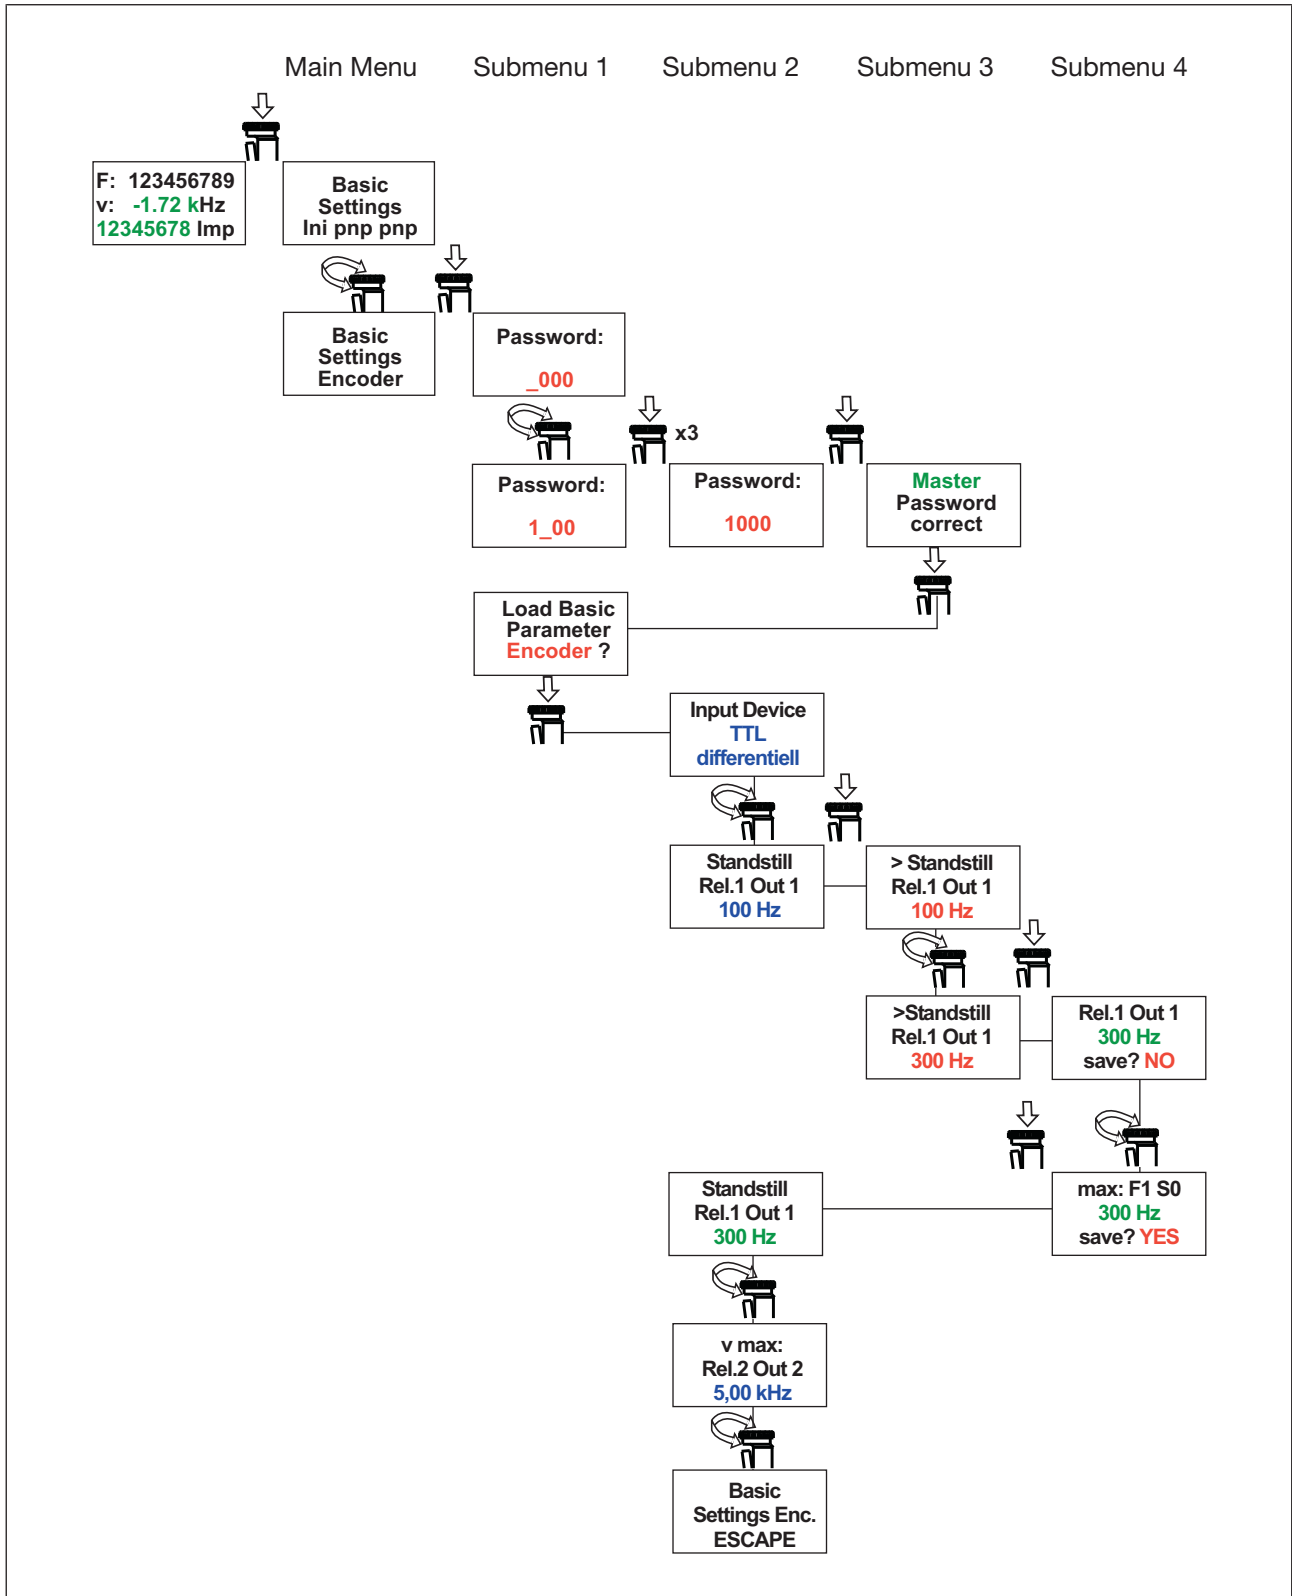 Main Menu
Submenu 1
Submenu 2
Submenu 3
Submenu 4
F: 123456789
v: -1.72 kHz
12345678 Imp
Basic
Settings
Ini pnp pnp
Basic
Settings
Encoder
Password:
_000
x3
Password:
1_00
Password:
1000
Master
Password
correct
Load Basic
Parameter
Encoder ?
Input Device
TTL
differentiell
Standstill
Rel.1 Out 1
100 Hz
> Standstill
Rel.1 Out 1
100 Hz
>Standstill
Rel.1 Out 1
300 Hz
Rel.1 Out 1
300 Hz
save? NO
Standstill
Rel.1 Out 1
300 Hz
max: F1 S0
300 Hz
save? YES
v max:
Rel.2 Out 2
5,00 kHz
Basic
Settings Enc.
ESCAPE